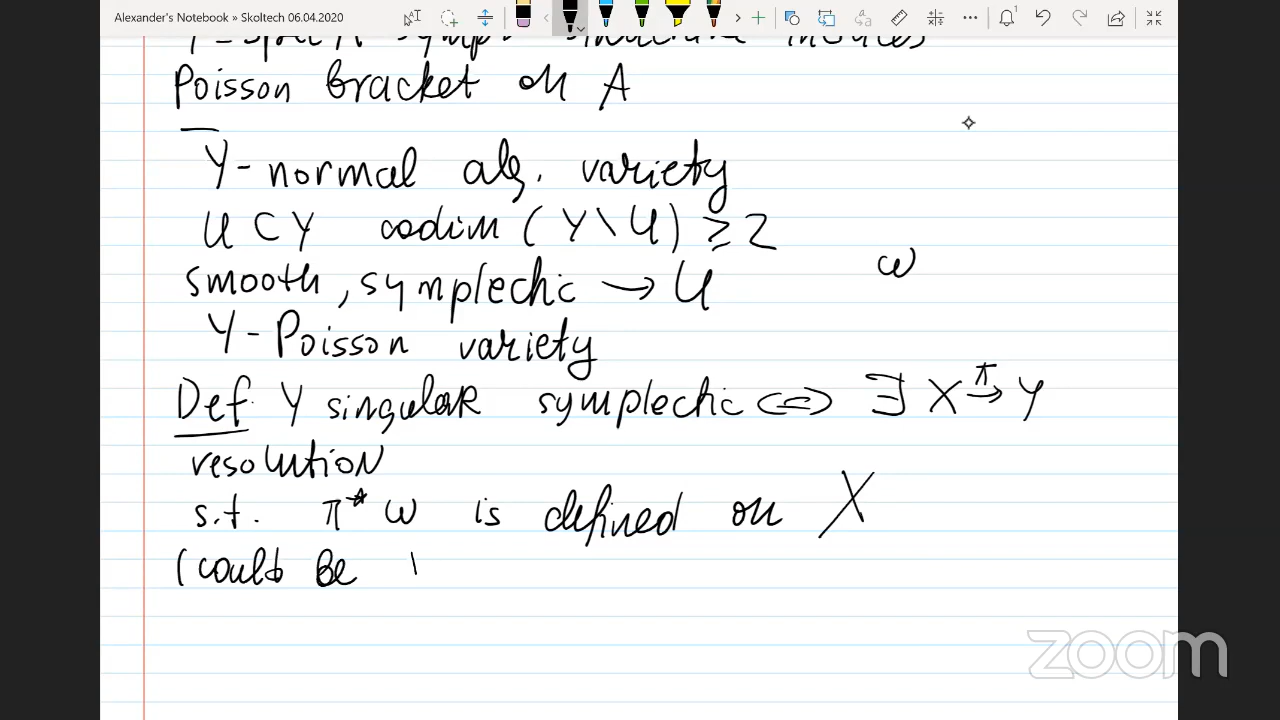 Alexander's Notebook » Skoltech 06.04.2020
Poisson bracket on A
Y - normal alg. variety
U ⊂ Y codim (Y \ U) ≥ 2
smooth, symplectic → U ω
Y - Poisson variety
Def. Y singular symplectic ⇔ ∃ X →π Y
resolution
s.t. π* ω is defined on X
(could be
zoom